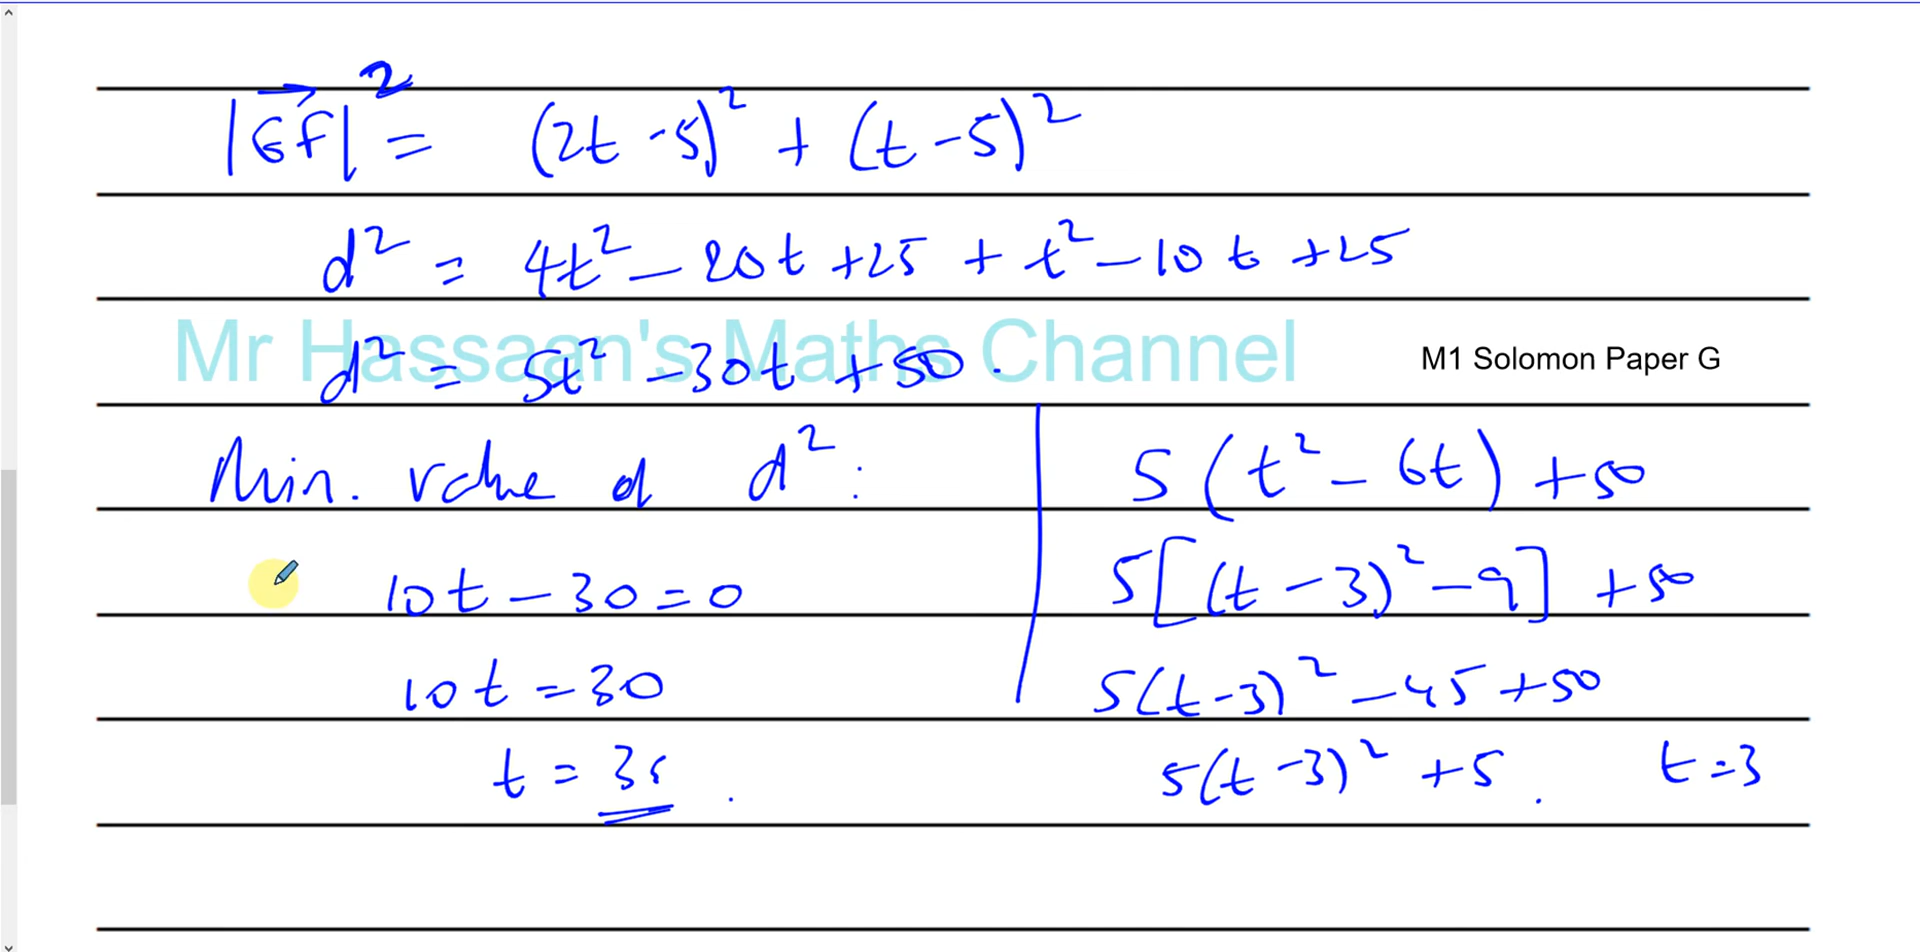 |GF|² = (2t - 5)² + (t - 5)²
d² = 4t² - 20t + 25 + t² - 10t + 25
Mr Hassaan's Maths Channel
M1 Solomon Paper G
d² = 5t² - 30t + 50.
Min. value of d² :
10t - 30 = 0
10t = 30
t = 3s.
5(t² - 6t) + 50
5[(t - 3)² - 9] + 50
5(t - 3)² - 45 + 50
5(t - 3)² + 5. t = 3